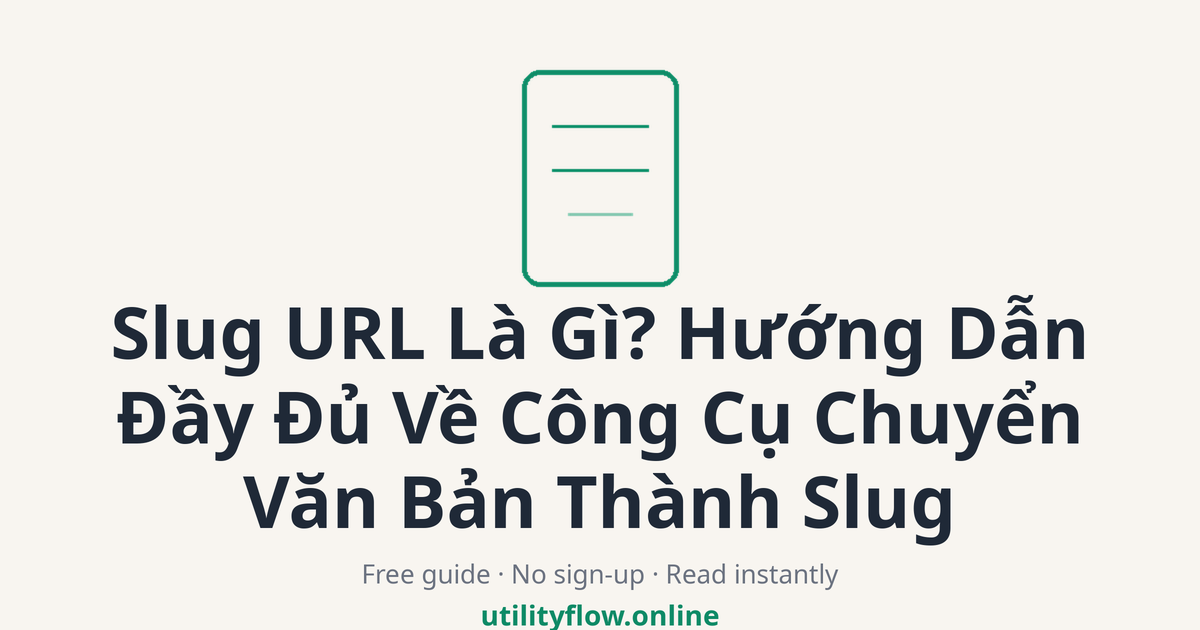 Slug URL Là Gì? Hướng Dẫn
Đầy Đủ Về Công Cụ Chuyển
Văn Bản Thành Slug
Free guide · No sign-up · Read instantly
utilityflow.online